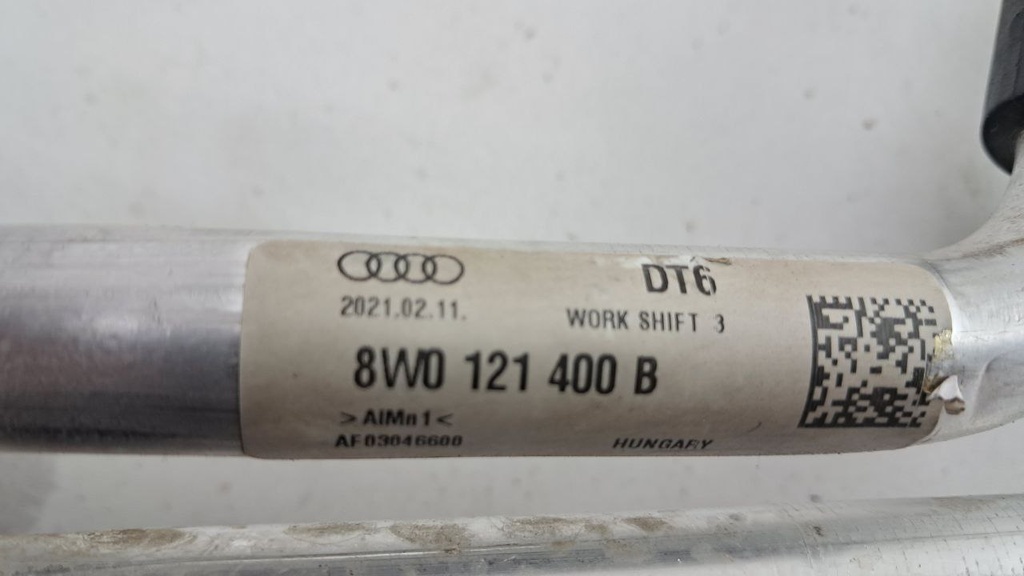 DT6
2021.02.11.
WORK SHIFT 3
8W0 121 400 B
>AlMn1<
AF03046600
HUNGARY